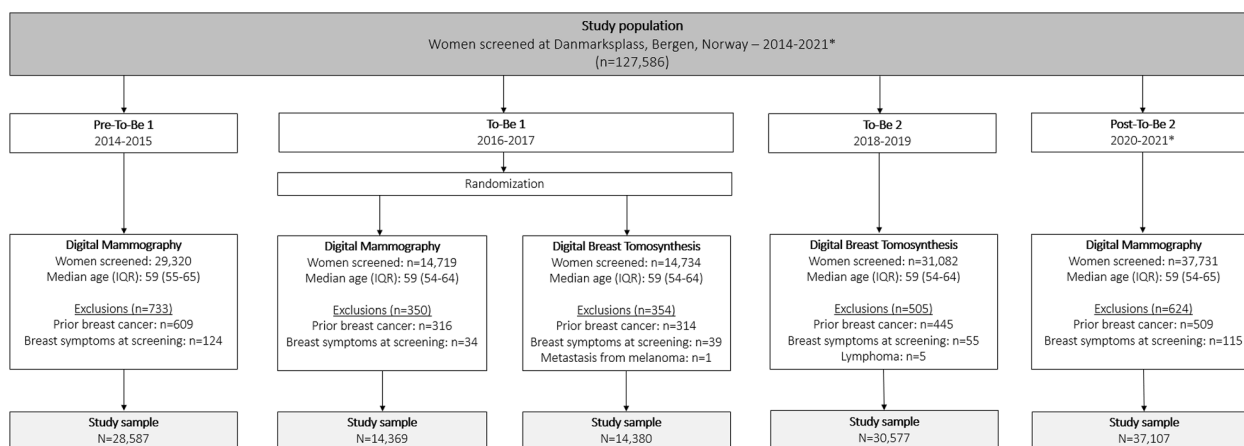 Study population
Women screened at Danmarksplass, Bergen, Norway – 2014-2021*
(n=127,586)
Pre-To-Be 1
2014-2015
To-Be 1
2016-2017
To-Be 2
2018-2019
Post-To-Be 2
2020-2021*
Randomization
Digital Mammography
Women screened: 29,320
Median age (IQR): 59 (55-65)
Exclusions (n=733)
Prior breast cancer: n=609
Breast symptoms at screening: n=124
Digital Mammography
Women screened: n=14,719
Median age (IQR): 59 (54-64)
Exclusions (n=350)
Prior breast cancer: n=316
Breast symptoms at screening: n=34
Digital Breast Tomosynthesis
Women screened: n=14,734
Median age (IQR): 59 (54-64)
Exclusions (n=354)
Prior breast cancer: n=314
Breast symptoms at screening: n=39
Metastasis from melanoma: n=1
Digital Breast Tomosynthesis
Women screened: n=31,082
Median age (IQR): 59 (54-64)
Exclusions (n=505)
Prior breast cancer: n=445
Breast symptoms at screening: n=55
Lymphoma: n=5
Digital Mammography
Women screened: n=37,731
Median age (IQR): 59 (54-65)
Exclusions (n=624)
Prior breast cancer: n=509
Breast symptoms at screening: n=115
Study sample
N=28,587
Study sample
N=14,369
Study sample
N=14,380
Study sample
N=30,577
Study sample
N=37,107